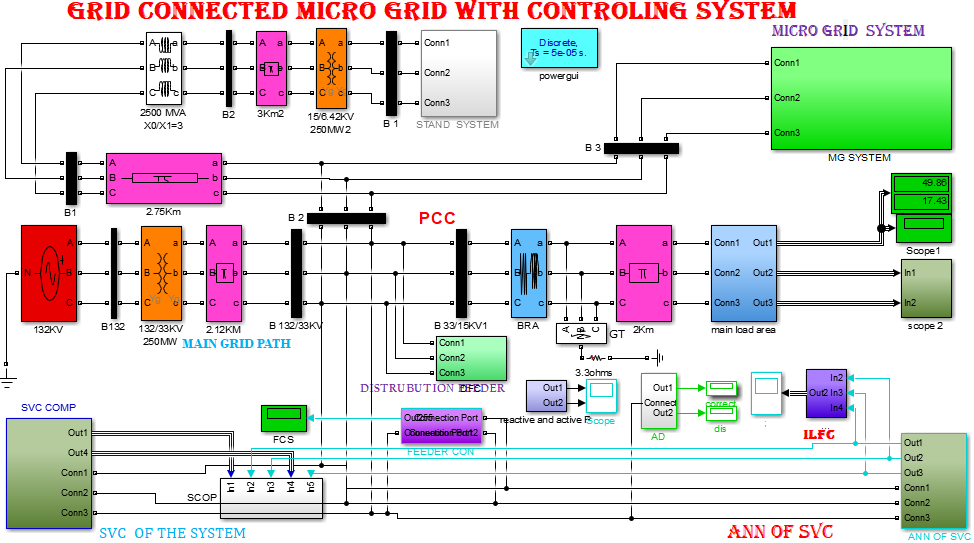 GRID CONNECTED MICRO GRID WITH CONTROLING SYSTEM
MICRO GRID SYSTEM
A a
B b
C c
2500 MVA
X0/X1=3
B2
A a
B b
C c
3Km2
A a
B b
C c
15/6.42KV
250MW2
B 1
Conn1
Conn2
Conn3
STAND SYSTEM
Discrete,
Ts = 5e-05 s.
powergui
Conn1
Conn2
Conn3
MG SYSTEM
B 3
B1
A a
B b
C c
2.75Km
B 2
PCC
49.86
17.43
Scope1
N A
B
C
132KV
B132
A a
B b
C c
132/33KV
250MW
A a
B b
C c
2.12KM
B 132/33KV
MAIN GRID PATH
B 33/15KV1
A a
B b
C c
BRA
A B C
N
GT
3.3ohms
A a
B b
C c
2Km
Conn1 Out1
Conn2 Out2
Conn3 Out3
main load area
In1
In2
scope 2
Conn1
Conn2
Conn3
DISTRUBUTION FEEDER
Out1
Out2
reactive and active P
Scope
Out1
Connect
Out2
AD
correct
dis
;
In2
Out2 In3
In4
ILFC
SVC COMP
Out1
Out4
Conn1
Conn2
Conn3
SVC OF THE SYSTEM
FCS
Connection Port
FEEDER CON
SCOP
In1 In2 In3 In4 In5
Out1
Out2
Out3
Conn1
Conn2
Conn3
ANN OF SVC
ANN OF SVC